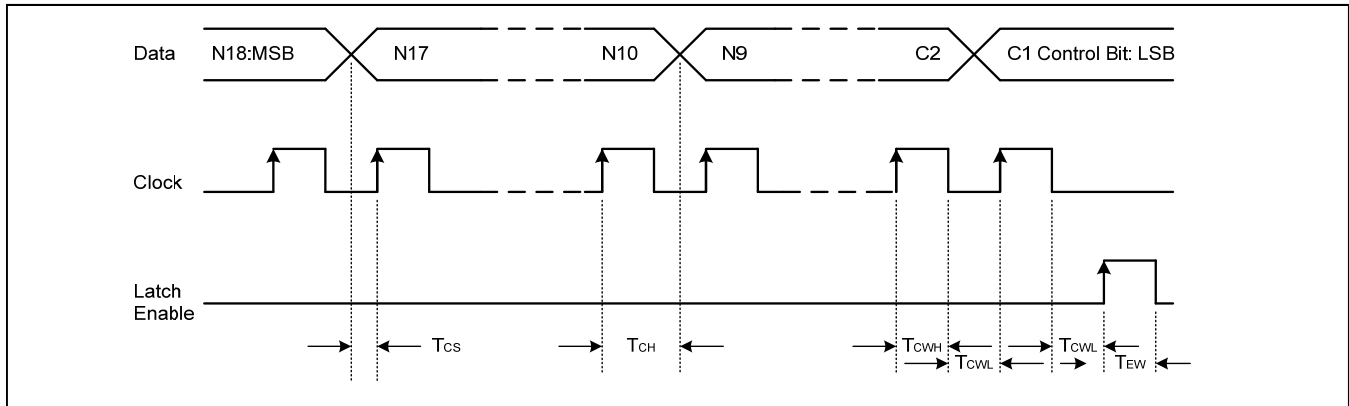 Data N18:MSB N17 N10 N9 C2 C1 Control Bit: LSB
Clock
Latch
Enable
TCS TCH TCWH TCWL
TCWL TEW